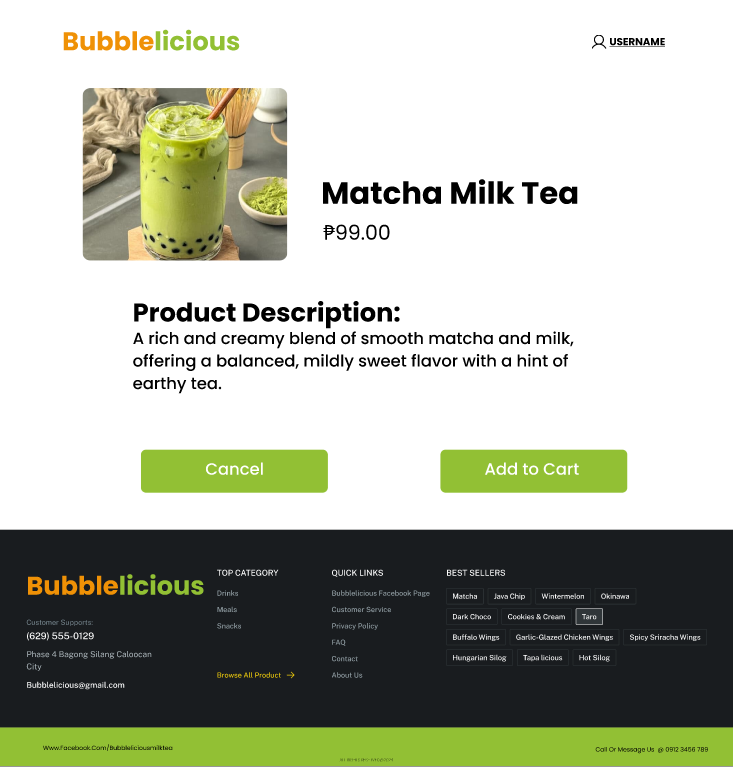 Bubblelicious
USERNAME
Matcha Milk Tea
₱99.00
Product Description:
A rich and creamy blend of smooth matcha and milk,
offering a balanced, mildly sweet flavor with a hint of
earthy tea.
Cancel
Add to Cart
Bubblelicious
Customer Supports:
(629) 555-0129
Phase 4 Bagong Silang Caloocan
City
Bubblelicious@gmail.com
TOP CATEGORY
Drinks
Meals
Snacks
Browse All Product
QUICK LINKS
Bubblelicious Facebook Page
Customer Service
Privacy Policy
FAQ
Contact
About Us
BEST SELLERS
Matcha Java Chip Wintermelon Okinawa
Dark Choco Cookies & Cream Taro
Buffalo Wings Garlic-Glazed Chicken Wings Spicy Sriracha Wings
Hungarian Silog Tapa licious Hot Silog
Www.Facebook.Com/Bubbleliciousmilktea
Call Or Message Us @ 0912 3456 789